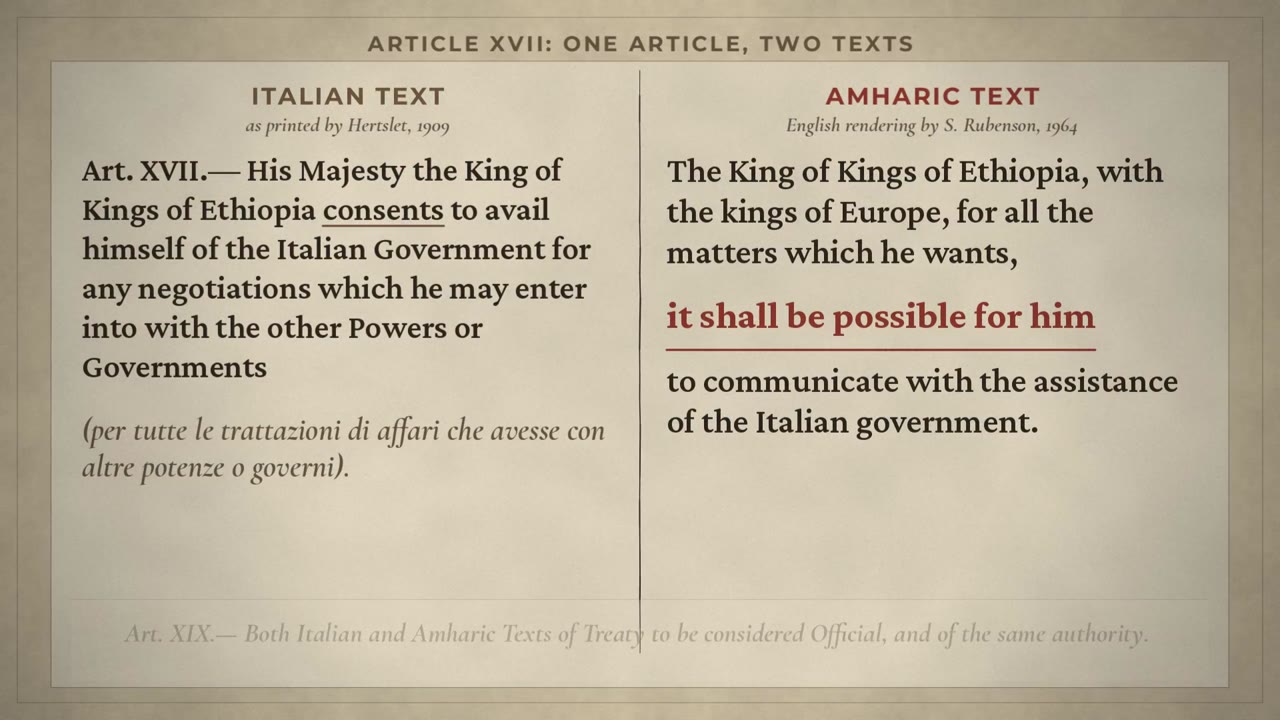 ARTICLE XVII: ONE ARTICLE, TWO TEXTS
ITALIAN TEXT
as printed by Hertslet, 1909
Art. XVII.— His Majesty the King of
Kings of Ethiopia consents to avail
himself of the Italian Government for
any negotiations which he may enter
into with the other Powers or
Governments
(per tutte le trattazioni di affari che avesse con
altre potenze o governi).
AMHARIC TEXT
English rendering by S. Rubenson, 1964
The King of Kings of Ethiopia, with
the kings of Europe, for all the
matters which he wants,
it shall be possible for him
to communicate with the assistance
of the Italian government.
Art. XIX.— Both Italian and Amharic Texts of Treaty to be considered Official, and of the same authority.